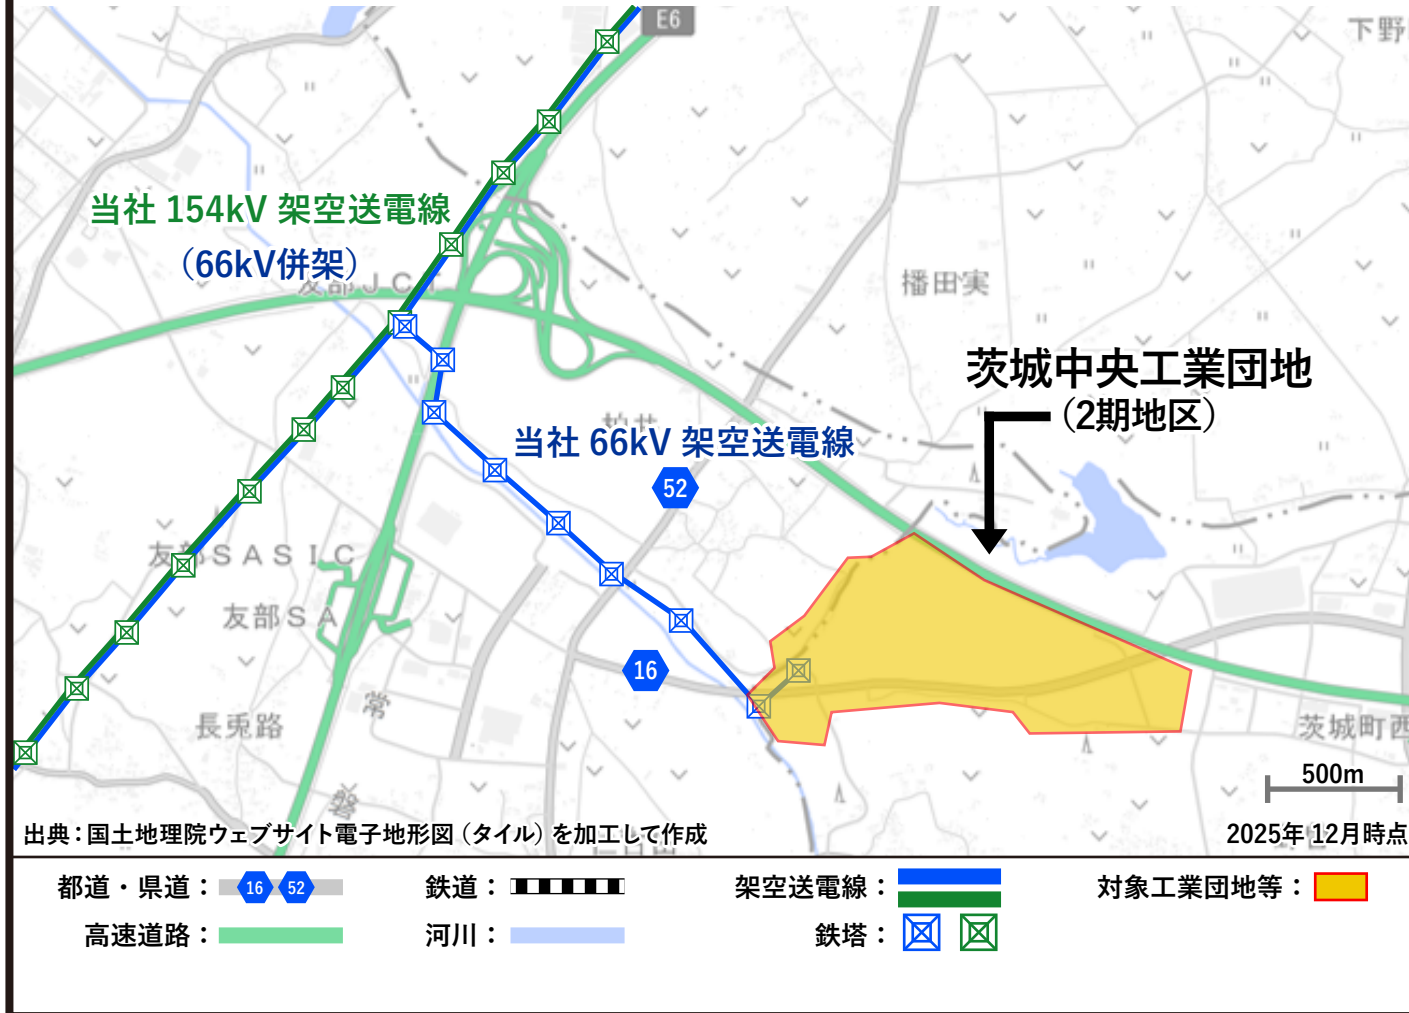 E6
下野
当社 154kV 架空送電線
（66kV併架）
友部JCT
播田実
茨城中央工業団地
（2期地区）
当社 66kV 架空送電線
52
友部SASIC
友部SA
16
長兎路
常
磐
茨城町西
500m
出典：国土地理院ウェブサイト電子地形図（タイル）を加工して作成
2025年 12月時点
都道・県道：
16 52
鉄道：
架空送電線：
対象工業団地等：
高速道路：
河川：
鉄塔：